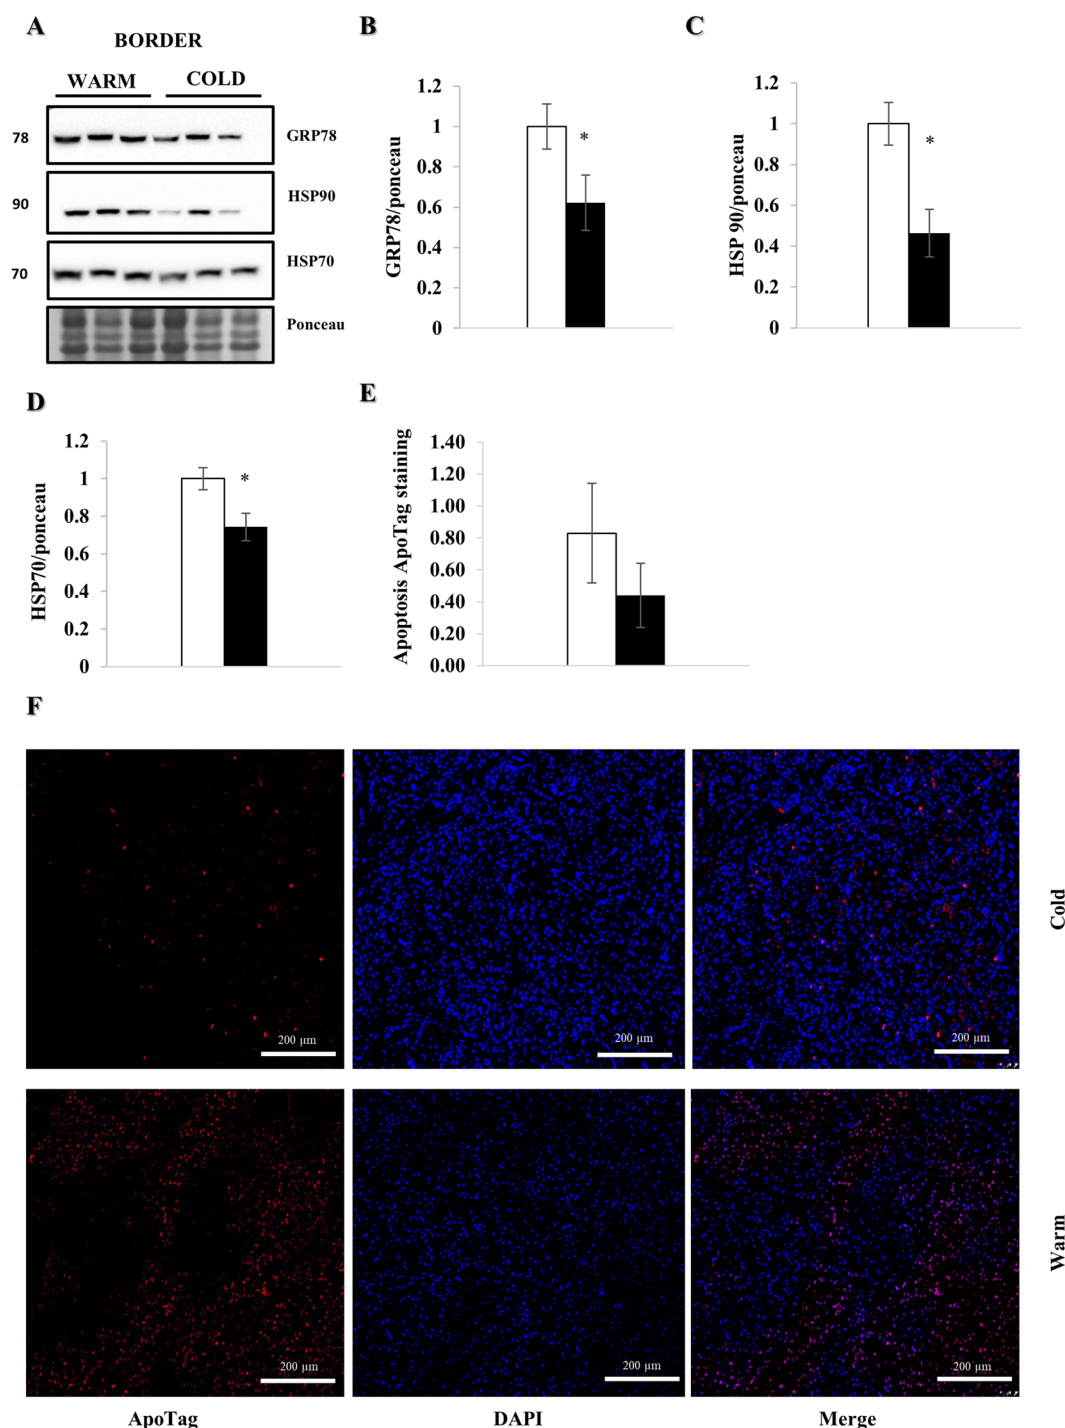 A
BORDER
WARM
COLD
78
GRP78
90
HSP90
70
HSP70
Ponceau
B
GRP78/ponceau
1.2
1
0.8
0.6
0.4
0.2
0
*
C
HSP 90/ponceau
1.2
1
0.8
0.6
0.4
0.2
0
*
D
HSP70/ponceau
1.2
1
0.8
0.6
0.4
0.2
0
*
E
Apoptosis ApoTag staining
1.40
1.20
1.00
0.80
0.60
0.40
0.20
0.00
F
200 µm
200 µm
200 µm
Cold
200 µm
200 µm
200 µm
Warm
ApoTag
DAPI
Merge